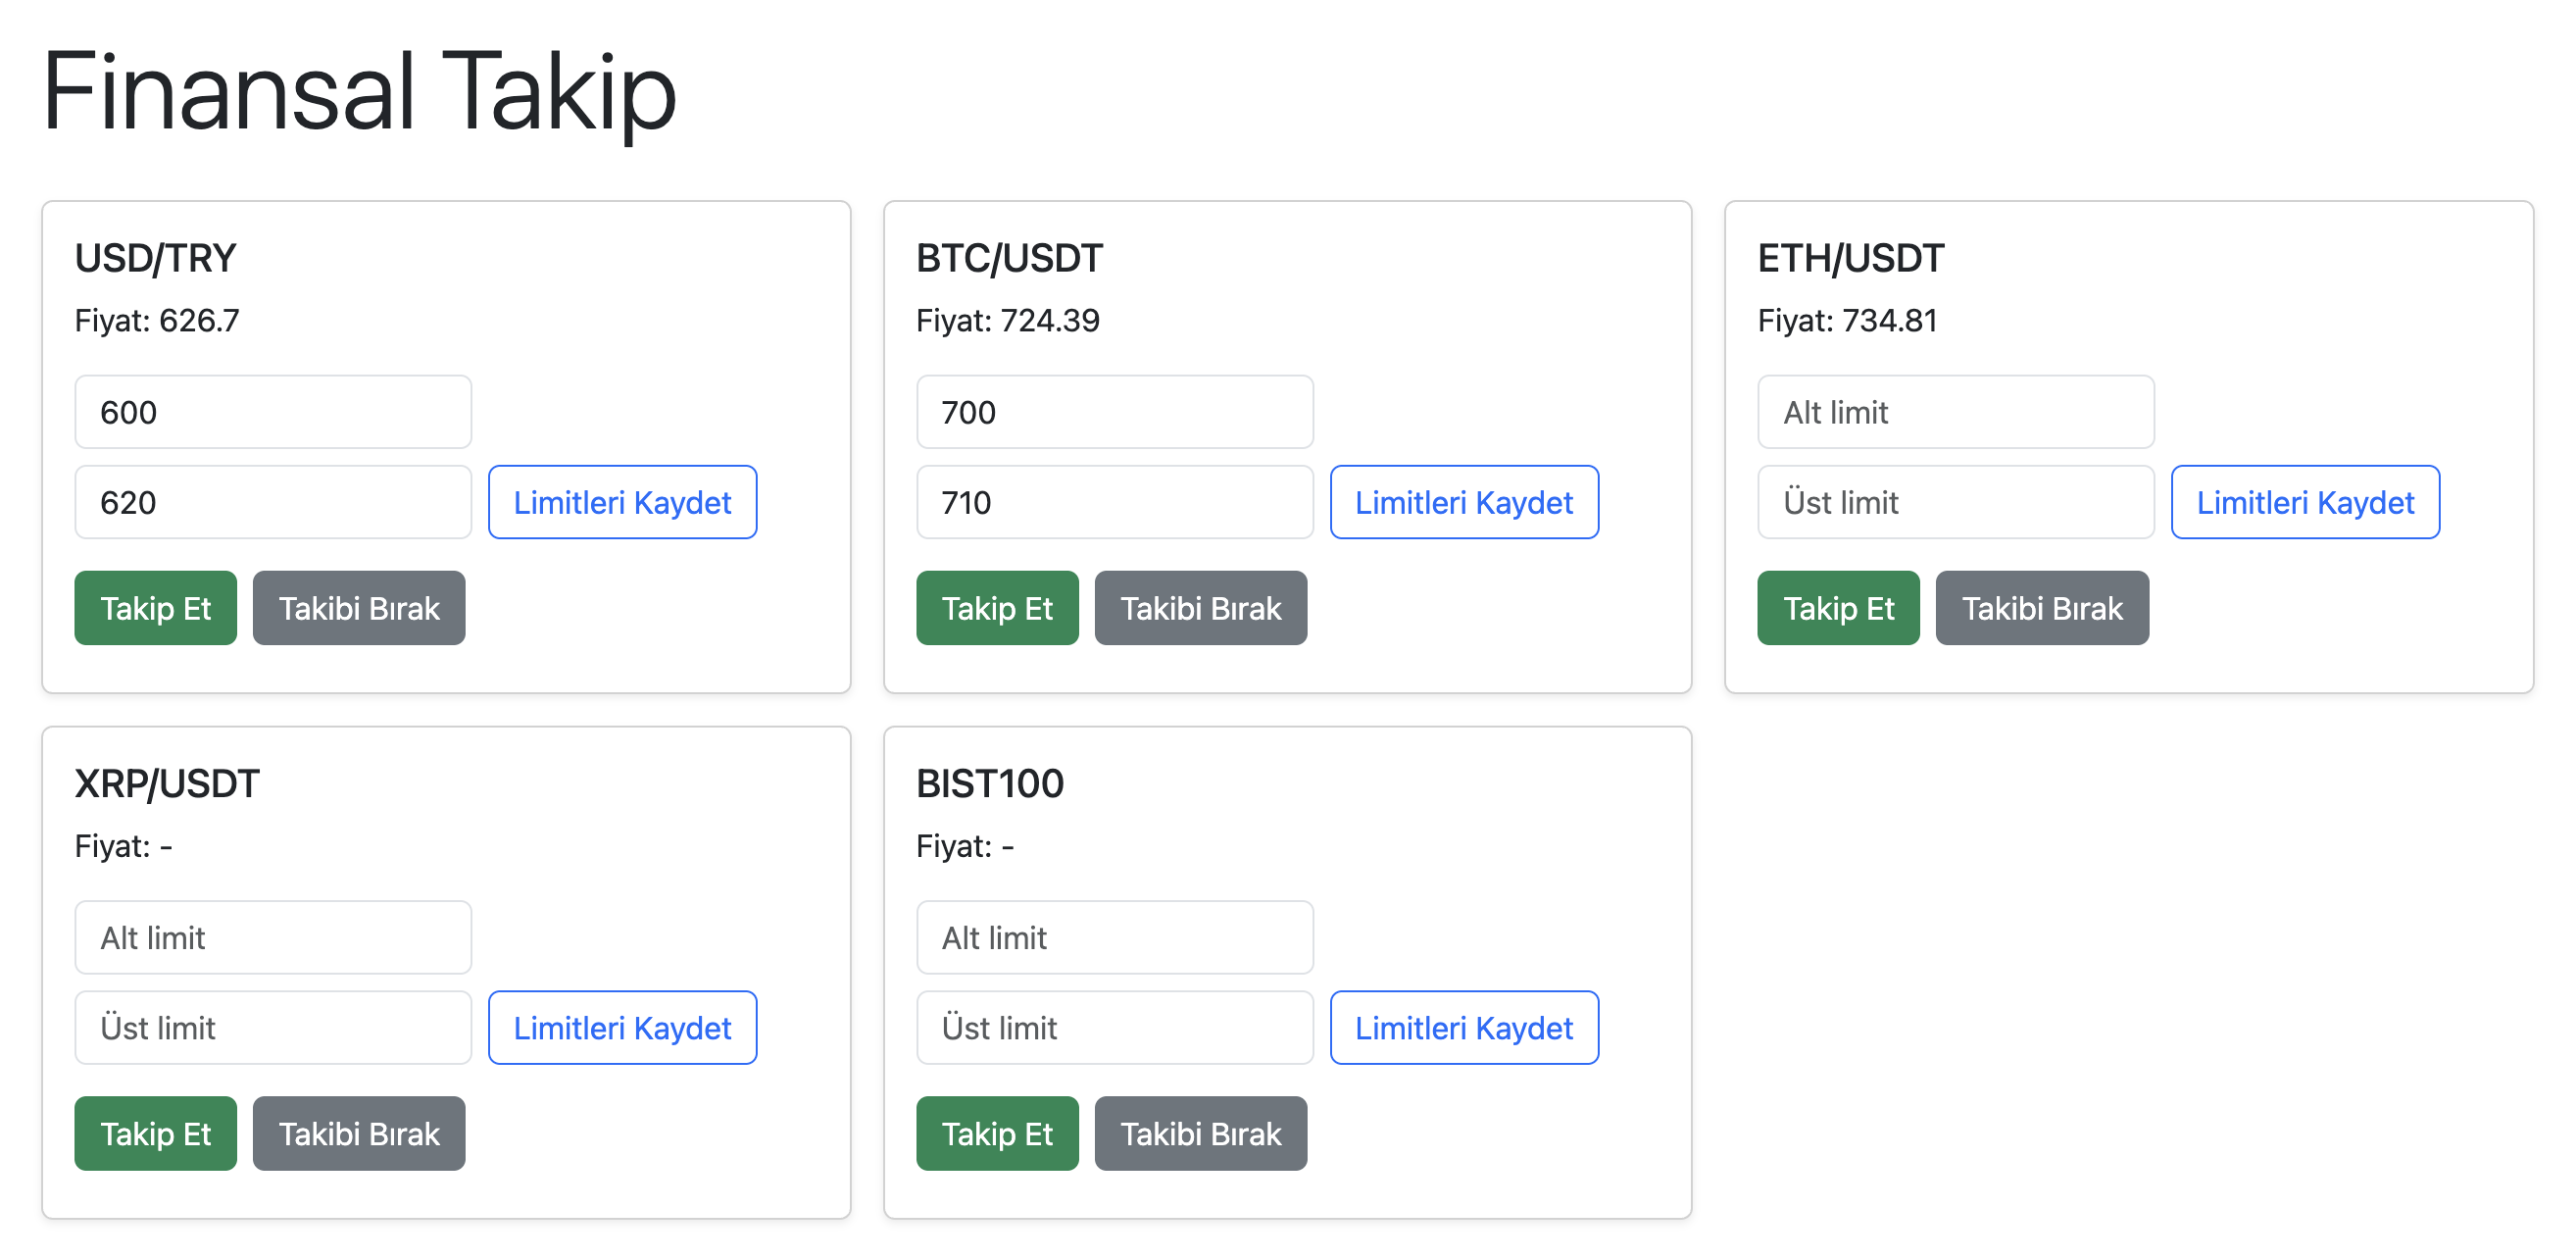 Finansal Takip
USD/TRY
Fiyat: 626.7
600
620
Limitleri Kaydet
Takip Et
Takibi Bırak
BTC/USDT
Fiyat: 724.39
700
710
Limitleri Kaydet
Takip Et
Takibi Bırak
ETH/USDT
Fiyat: 734.81
Alt limit
Üst limit
Limitleri Kaydet
Takip Et
Takibi Bırak
XRP/USDT
Fiyat: -
Alt limit
Üst limit
Limitleri Kaydet
Takip Et
Takibi Bırak
BIST100
Fiyat: -
Alt limit
Üst limit
Limitleri Kaydet
Takip Et
Takibi Bırak